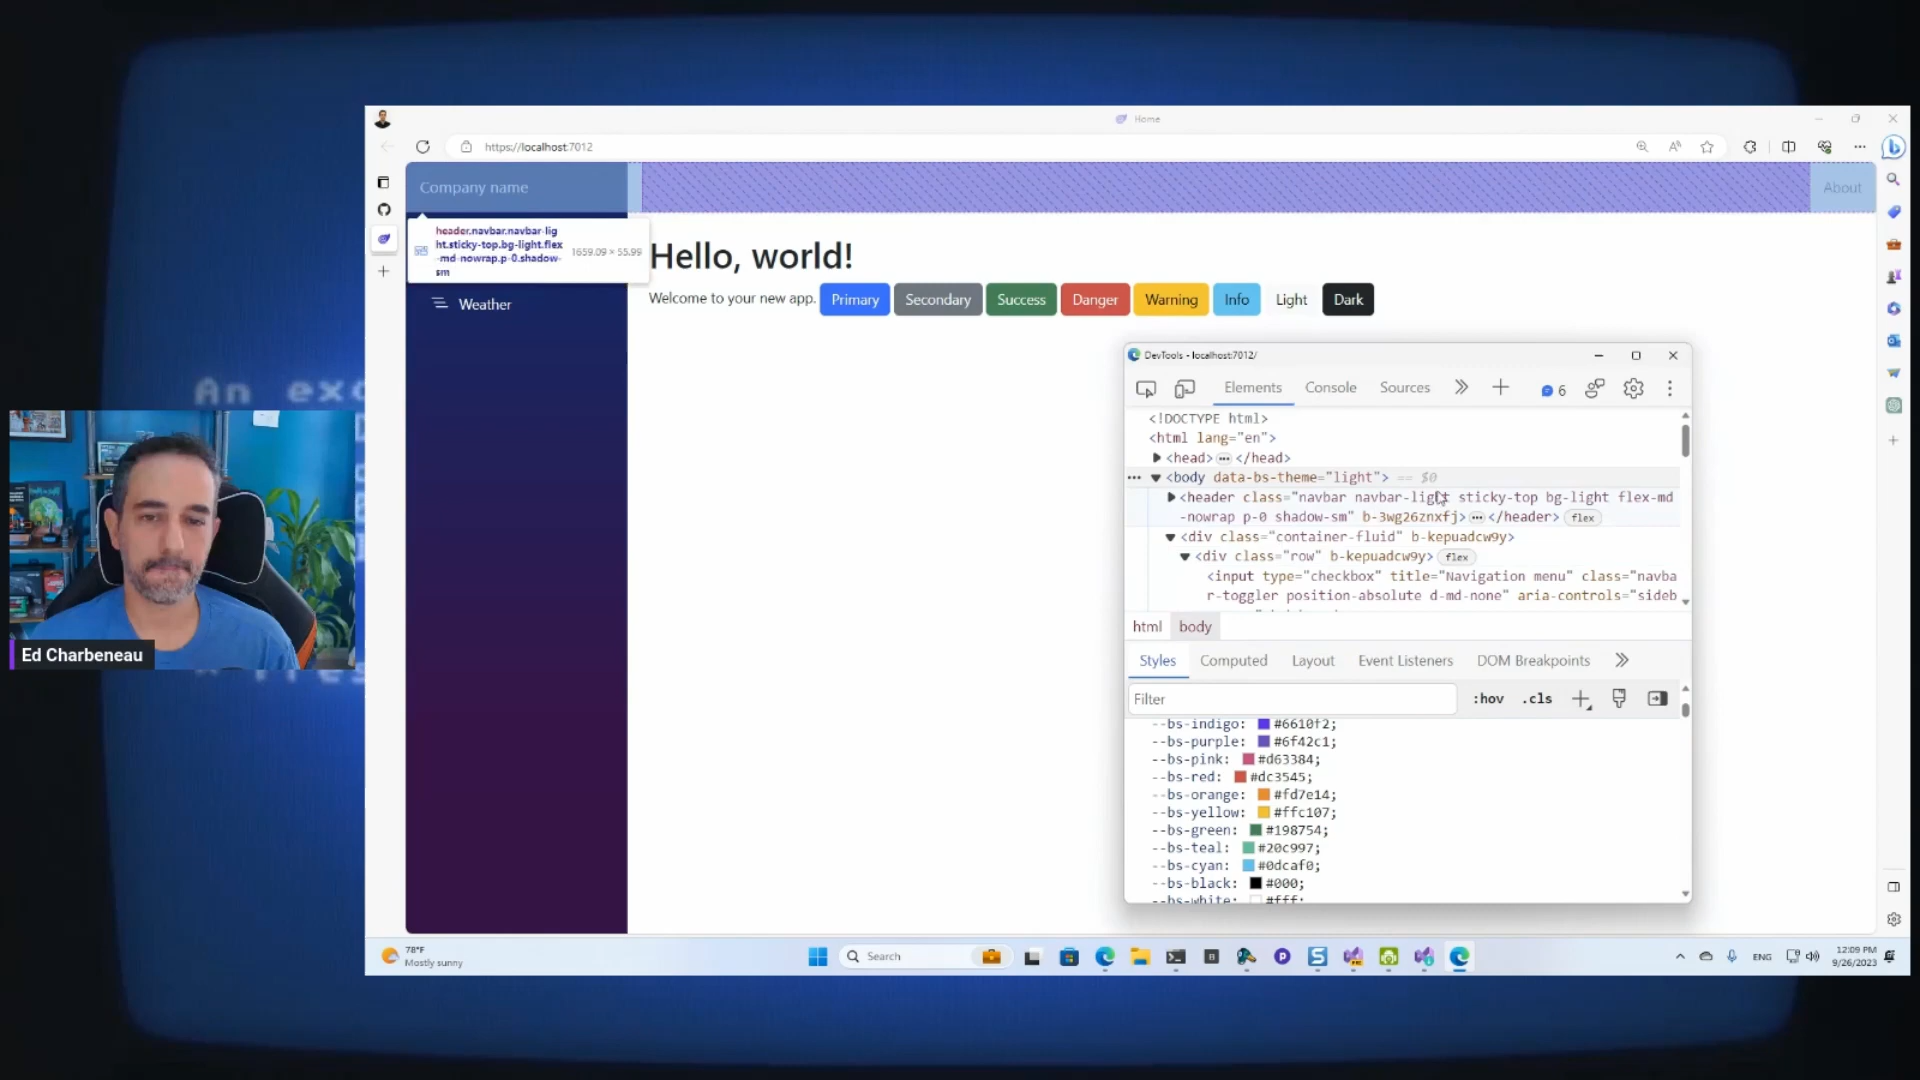 Home
https://localhost:7012
Company name
About
header.navbar.navbar-lig
ht.sticky-top.bg-light.flex
-md-nowrap.p-0.shadow-
sm
1659.09 × 55.99
Weather
Hello, world!
Welcome to your new app.
Primary
Secondary
Success
Danger
Warning
Info
Light
Dark
An exc
Ed Charbeneau
DevTools - localhost:7012/
Elements
Console
Sources
6
<!DOCTYPE html>
<html lang="en">
<head> ··· </head>
··· <body data-bs-theme="light"> == $0
<header class="navbar navbar-light sticky-top bg-light flex-md
-nowrap p-0 shadow-sm" b-3wg26znxfj> ··· </header> flex
<div class="container-fluid" b-kepuadcw9y>
<div class="row" b-kepuadcw9y> flex
<input type="checkbox" title="Navigation menu" class="navba
r-toggler position-absolute d-md-none" aria-controls="sideb
html
body
Styles
Computed
Layout
Event Listeners
DOM Breakpoints
Filter
:hov
.cls
--bs-indigo: #6610f2;
--bs-purple: #6f42c1;
--bs-pink: #d63384;
--bs-red: #dc3545;
--bs-orange: #fd7e14;
--bs-yellow: #ffc107;
--bs-green: #198754;
--bs-teal: #20c997;
--bs-cyan: #0dcaf0;
--bs-black: #000;
--bs-white: #fff;
78°F
Mostly sunny
Search
ENG
12:09 PM
9/26/2023